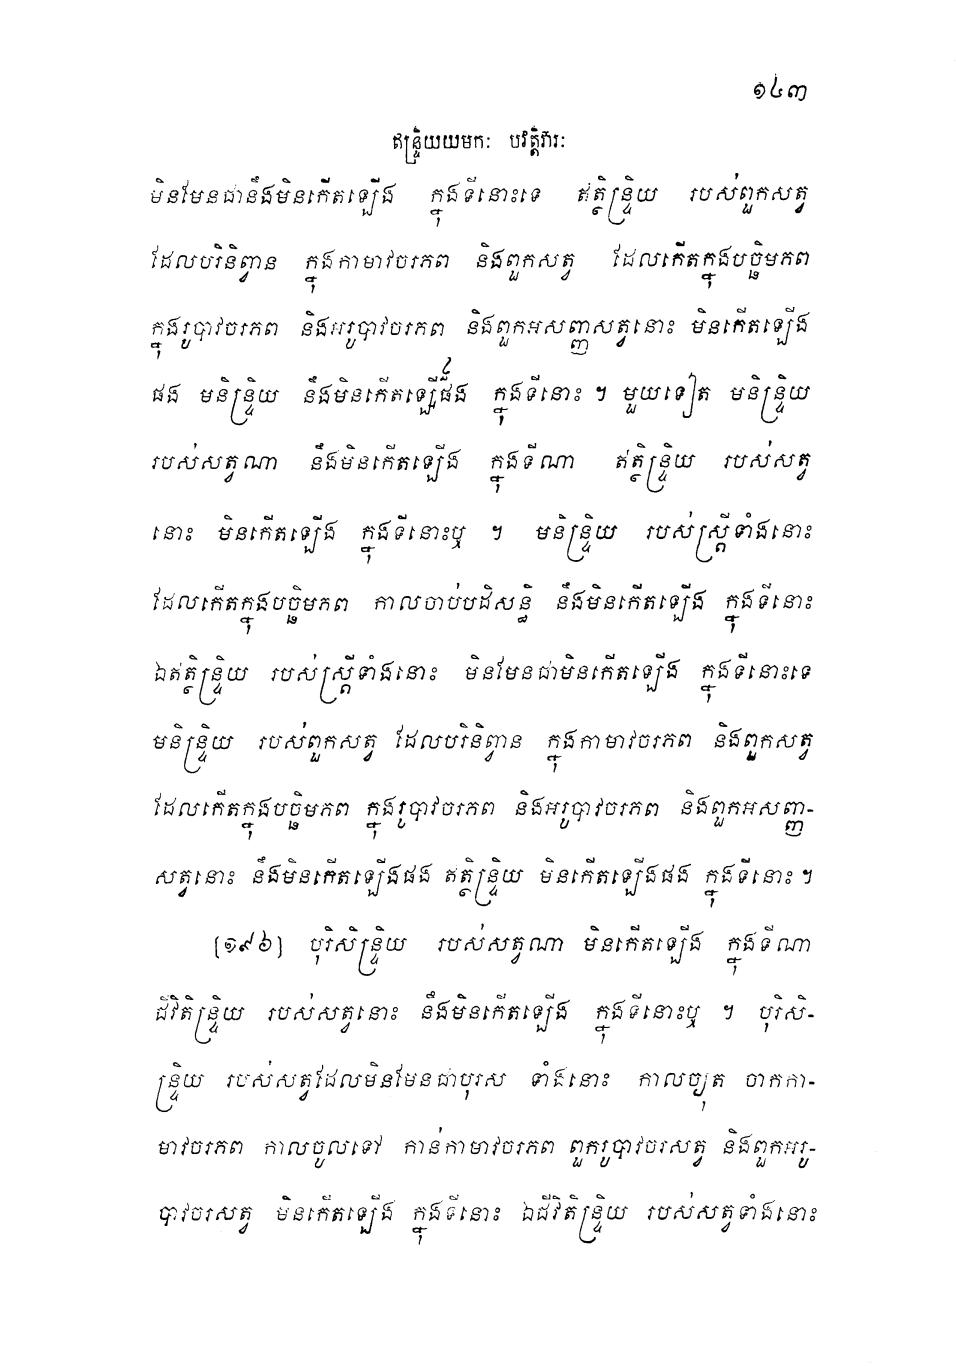 ១៤៣
ឥន្ទ្រិយយមកៈ បវត្តិវារៈ
មិនមែនជានឹងមិនកើតឡើង ក្នុងទីនោះទេ ឥត្ថិន្ទ្រិយ របស់ពួកសត្វ
ដែលបរិនិព្វាន ក្នុងកាមាវចរភព និងពួកសត្វ ដែលកើតក្នុងបច្ឆិមភព
ក្នុងរូបាវចរភព និងអរូបាវចរភព និងពួកអសញ្ញសត្វនោះ មិនកើតឡើង
ផង មនិន្ទ្រិយ នឹងមិនកើតឡើងផង ក្នុងទីនោះ ។ មួយទៀត មនិន្ទ្រិយ
របស់សត្វណា នឹងមិនកើតឡើង ក្នុងទីណា ឥត្ថិន្ទ្រិយ របស់សត្វ
នោះ មិនកើតឡើង ក្នុងទីនោះឬ ។ មនិន្ទ្រិយ របស់ស្ត្រីទាំងនោះ
ដែលកើតក្នុងបច្ឆិមភព កាលចាប់បដិសន្ធិ នឹងមិនកើតឡើង ក្នុងទីនោះ
ឯឥត្ថិន្ទ្រិយ របស់ស្ត្រីទាំងនោះ មិនមែនជាមិនកើតឡើង ក្នុងទីនោះទេ
មនិន្ទ្រិយ របស់ពួកសត្វ ដែលបរិនិព្វាន ក្នុងកាមាវចរភព និងពួកសត្វ
ដែលកើតក្នុងបច្ឆិមភព ក្នុងរូបាវចរភព និងអរូបាវចរភព និងពួកអសញ្ញ-
សត្វនោះ នឹងមិនកើតឡើងផង ឥត្ថិន្ទ្រិយ មិនកើតឡើងផង ក្នុងទីនោះ ។
[១៩៦] បុរិសិន្ទ្រិយ របស់សត្វណា មិនកើតឡើង ក្នុងទីណា
ជីវិតិន្ទ្រិយ របស់សត្វនោះ នឹងមិនកើតឡើង ក្នុងទីនោះឬ ។ បុរិសិ-
ន្ទ្រិយ របស់សត្វដែលមិនមែនជាបុរស ទាំងនោះ កាលច្យុត ចាកកា-
មាវចរភព កាលចូលទៅ កាន់កាមាវចរភព ពួករូបាវចរសត្វ និងពួកអរូ-
បាវចរសត្វ មិនកើតឡើង ក្នុងទីនោះ ឯជីវិតិន្ទ្រិយ របស់សត្វទាំងនោះ